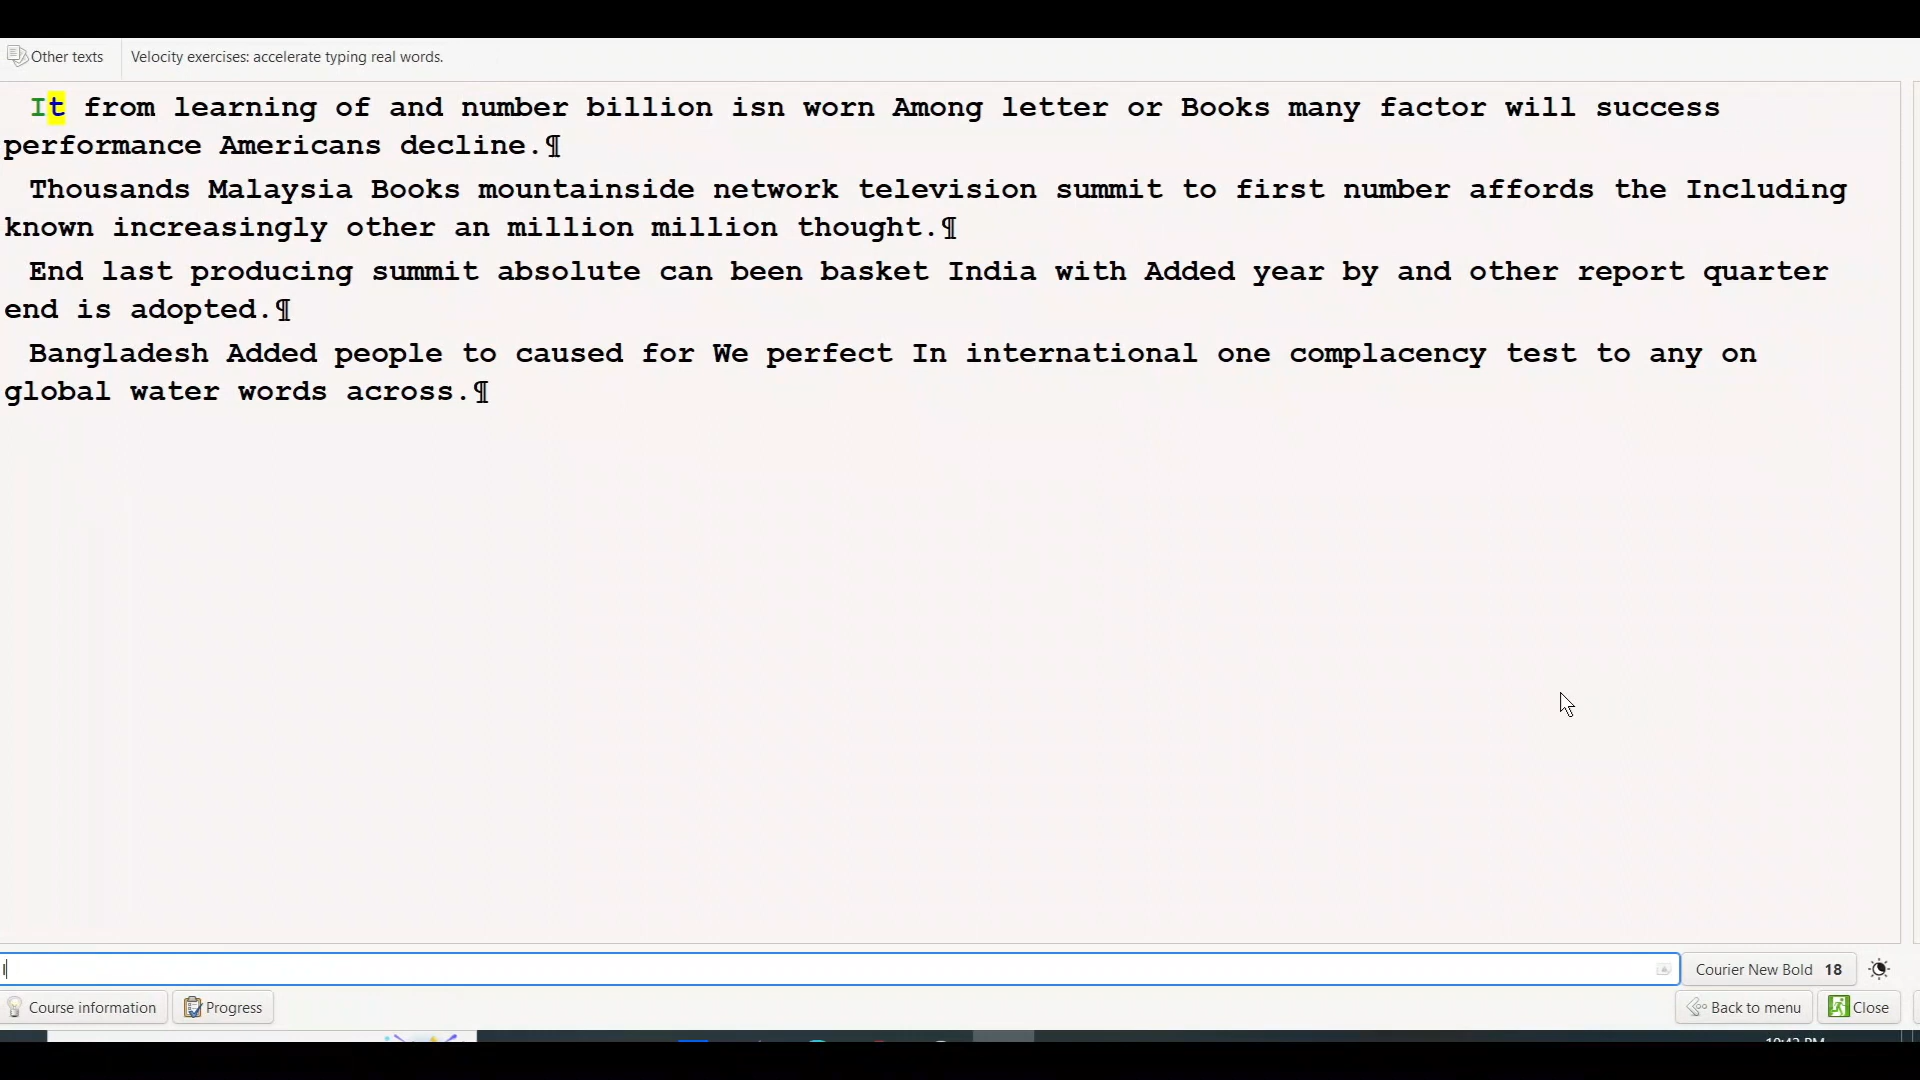 Other texts
Velocity exercises: accelerate typing real words.
It from learning of and number billion isn worn Among letter or Books many factor will success
performance Americans decline.¶
Thousands Malaysia Books mountainside network television summit to first number affords the Including
known increasingly other an million million thought.¶
End last producing summit absolute can been basket India with Added year by and other report quarter
end is adopted.¶
Bangladesh Added people to caused for We perfect In international one complacency test to any on
global water words across.¶
I
Courier New Bold 18
Course information
Progress
Back to menu
Close